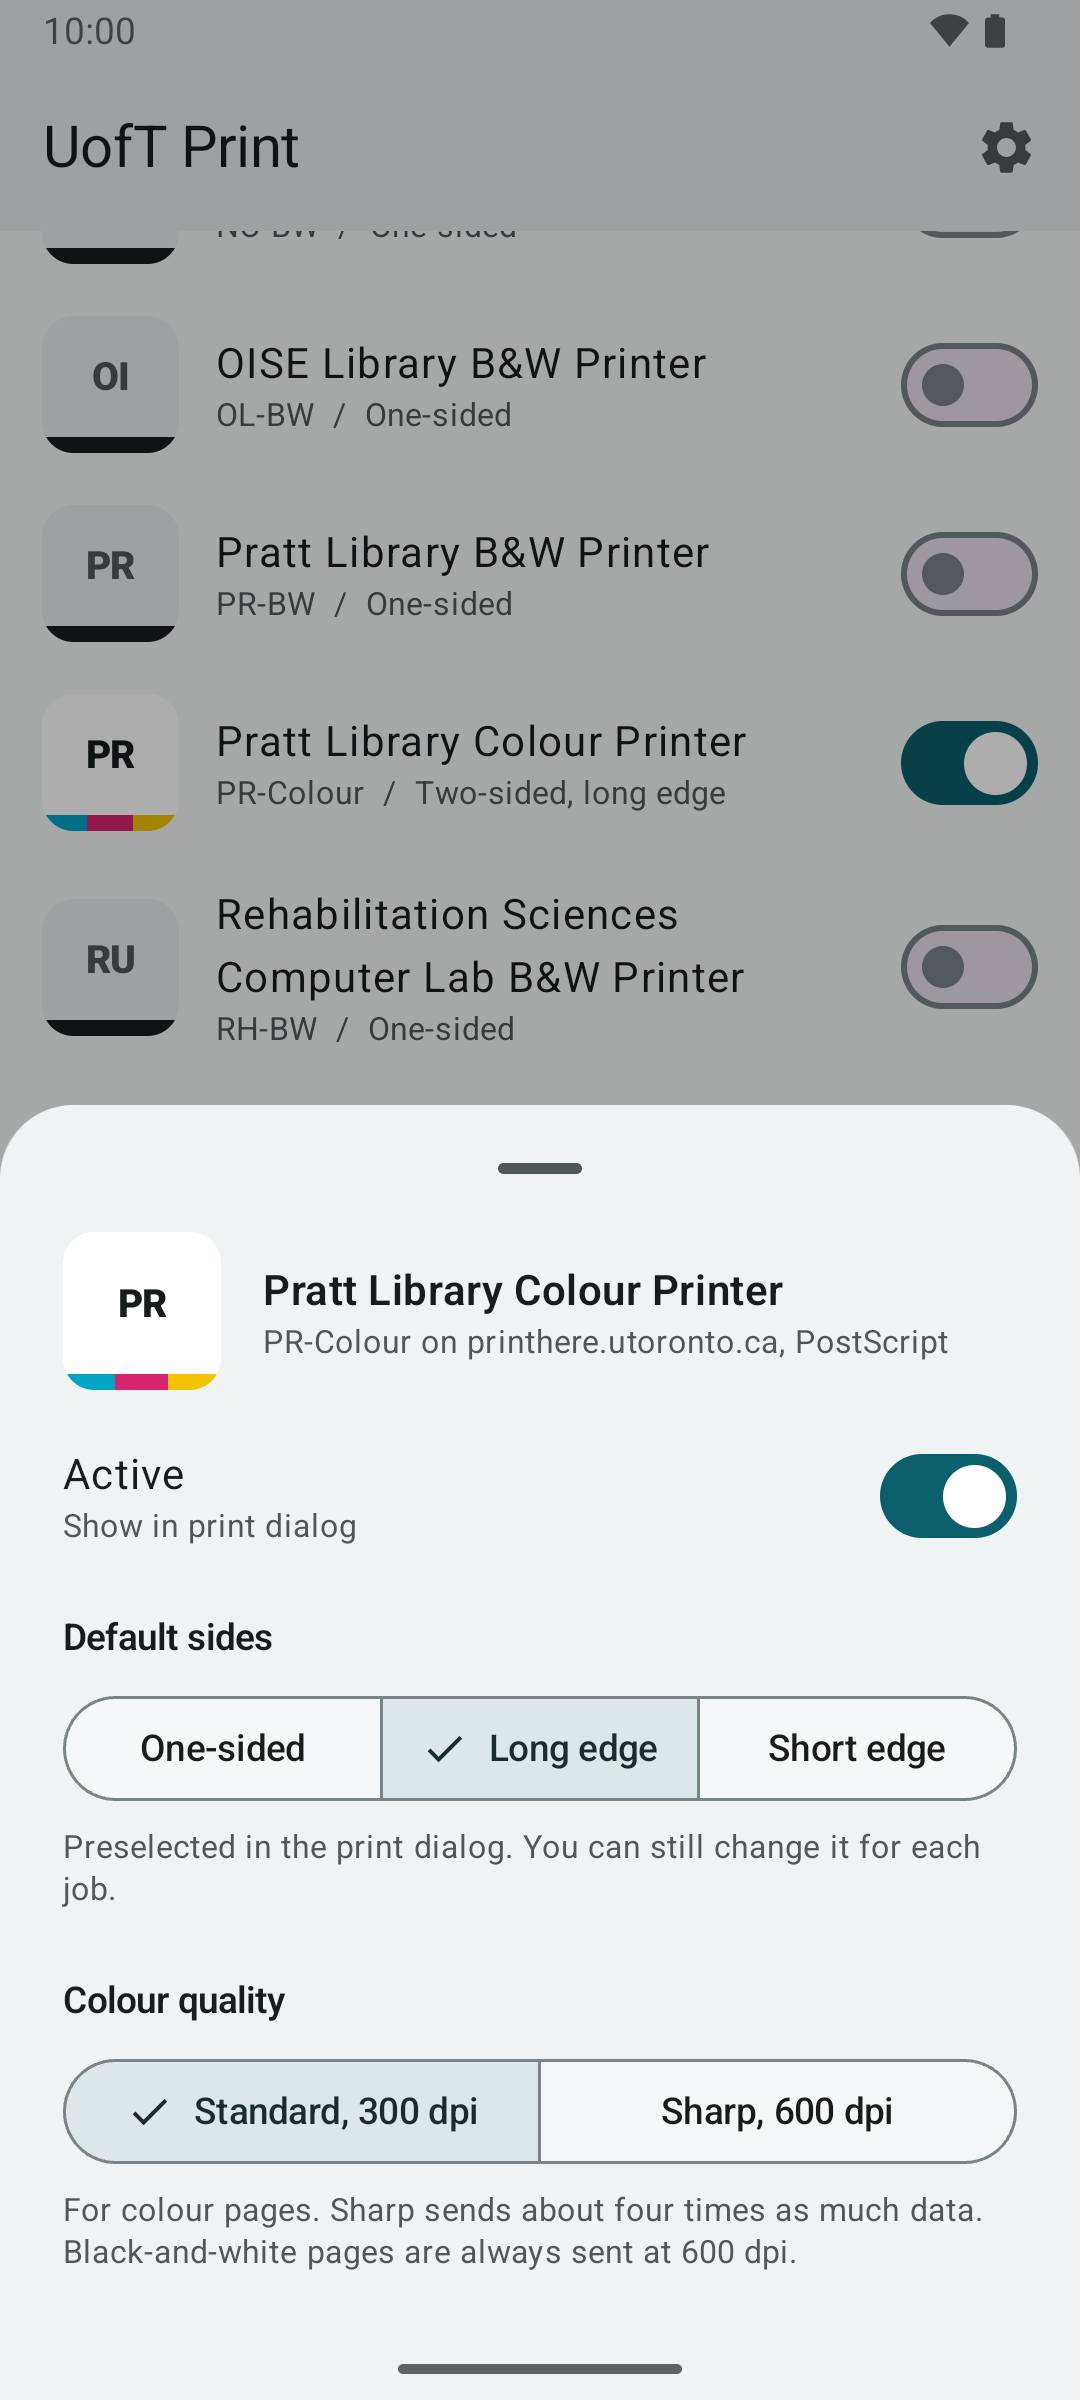 10:00
UofT Print
NO-BW / One-sided
OI
OISE Library B&W Printer
OL-BW / One-sided
PR
Pratt Library B&W Printer
PR-BW / One-sided
PR
Pratt Library Colour Printer
PR-Colour / Two-sided, long edge
RU
Rehabilitation Sciences
Computer Lab B&W Printer
RH-BW / One-sided
PR
Pratt Library Colour Printer
PR-Colour on printhere.utoronto.ca, PostScript
Active
Show in print dialog
Default sides
One-sided
Long edge
Short edge
Preselected in the print dialog. You can still change it for each
job.
Colour quality
Standard, 300 dpi
Sharp, 600 dpi
For colour pages. Sharp sends about four times as much data.
Black-and-white pages are always sent at 600 dpi.